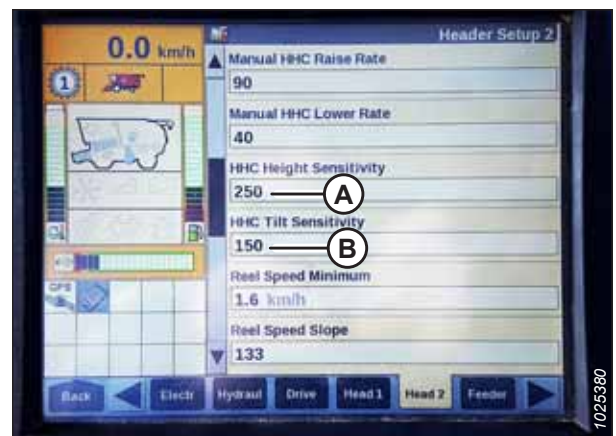 0.0 km/h
Header Setup 2
1
Manual HHC Raise Rate
90
Manual HHC Lower Rate
40
HHC Height Sensitivity
250
A
HHC Tilt Sensitivity
150
B
Reel Speed Minimum
1.6 km/h
GPS
Reel Speed Slope
133
Back
Electr
Hydraul
Drive
Head 1
Head 2
Feeder
1025380